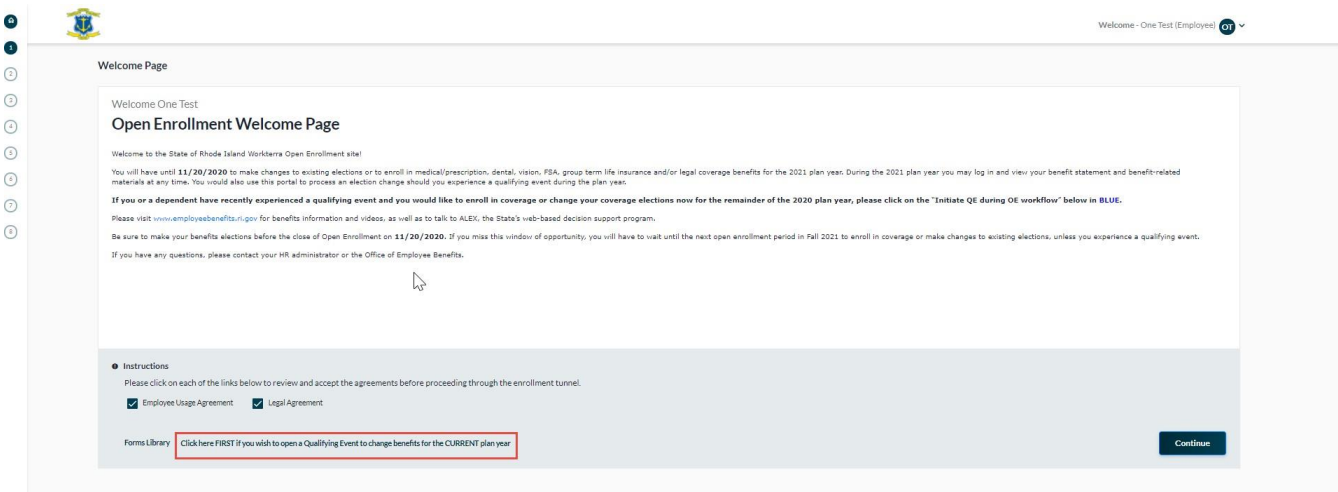 Welcome - One Test (Employee) OT
1
2
3
4
5
6
7
8
Welcome Page
Welcome One Test
Open Enrollment Welcome Page
Welcome to the State of Rhode Island Workterra Open Enrollment site!
You will have until 11/20/2020 to make changes to existing elections or to enroll in medical/prescription, dental, vision, FSA, group term life insurance and/or legal coverage benefits for the 2021 plan year. During the 2021 plan year you may log in and view your benefit statement and benefit-related
materials at any time. You would also use this portal to process an election change should you experience a qualifying event during the plan year.
If you or a dependent have recently experienced a qualifying event and you would like to enroll in coverage or change your coverage elections now for the remainder of the 2020 plan year, please click on the "Initiate QE during OE workflow" below in BLUE.
Please visit www.employeebenefits.ri.gov for benefits information and videos, as well as to talk to ALEX, the State's web-based decision support program.
Be sure to make your benefits elections before the close of Open Enrollment on 11/20/2020. If you miss this window of opportunity, you will have to wait until the next open enrollment period in Fall 2021 to enroll in coverage or make changes to existing elections, unless you experience a qualifying event.
If you have any questions, please contact your HR administrator or the Office of Employee Benefits.
Instructions
Please click on each of the links below to review and accept the agreements before proceeding through the enrollment tunnel.
Employee Usage Agreement Legal Agreement
Forms Library Click here FIRST if you wish to open a Qualifying Event to change benefits for the CURRENT plan year Continue